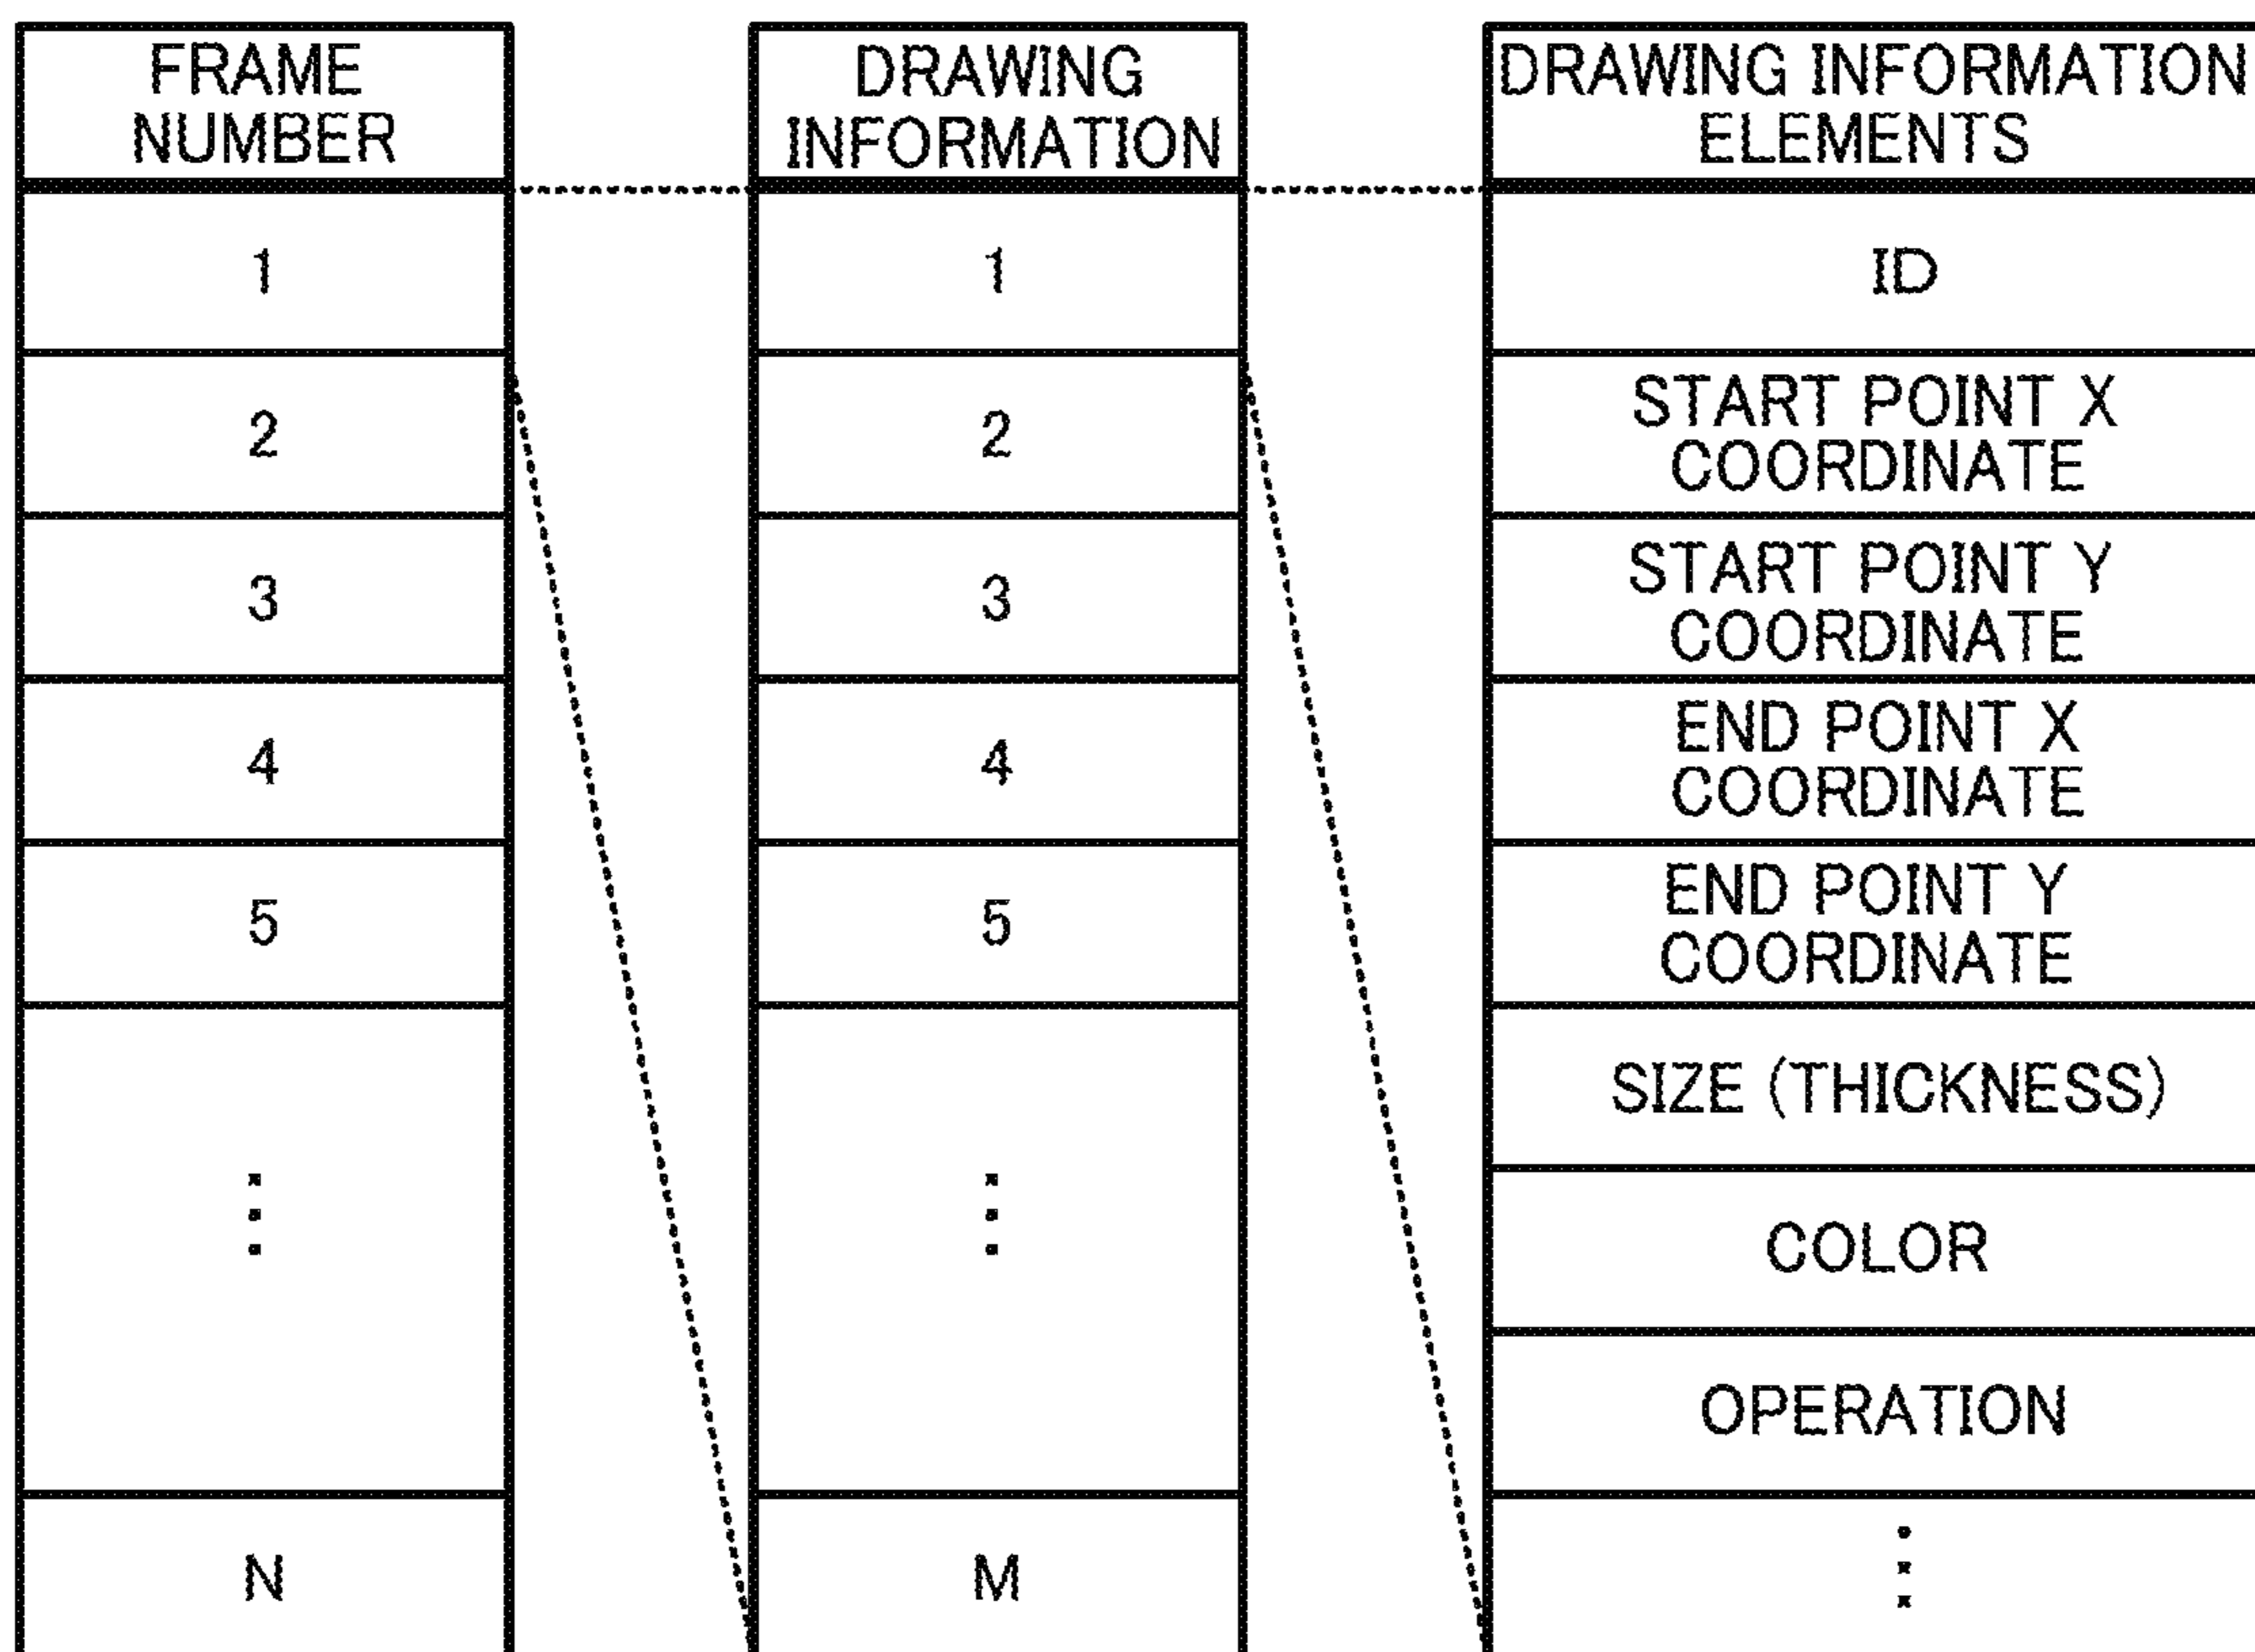 FRAME
NUMBER
1
2
3
4
5
N
DRAWING
INFORMATION
1
2
3
4
5
M
DRAWING INFORMATION
ELEMENTS
ID
START POINT X
COORDINATE
START POINT Y
COORDINATE
END POINT X
COORDINATE
END POINT Y
COORDINATE
SIZE (THICKNESS)
COLOR
OPERATION